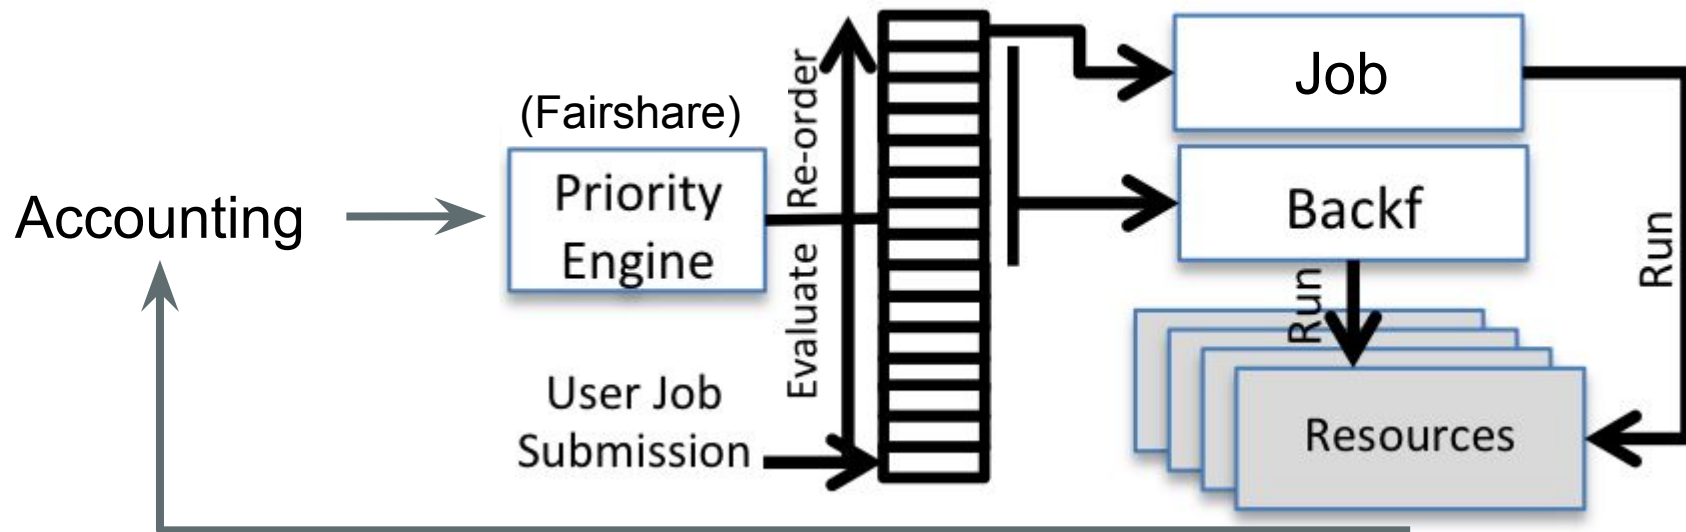 (Fairshare)
Accounting
Priority
Engine
Evaluate Re-order
User Job
Submission
Job
Backf
Run
Run
Resources